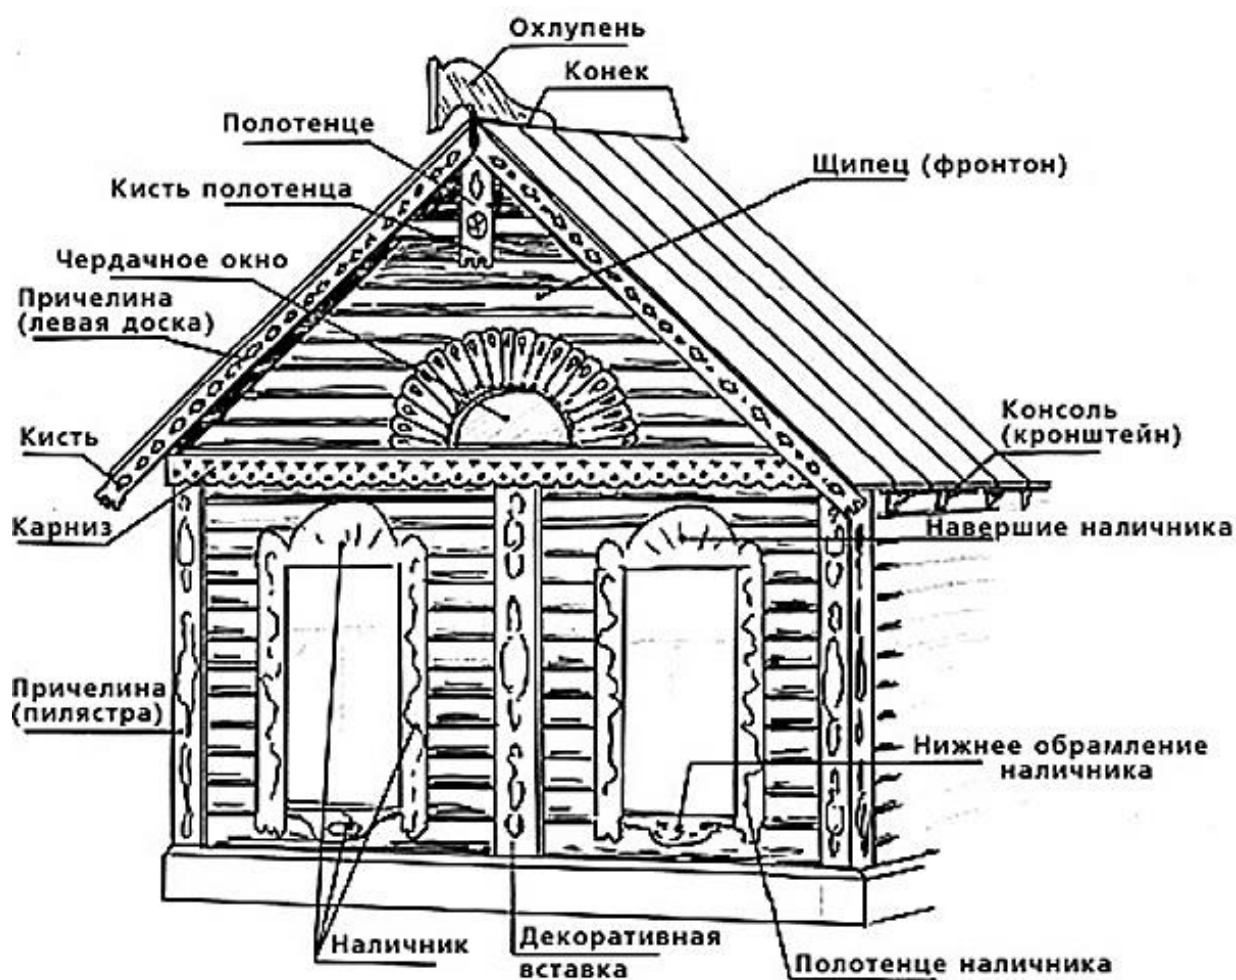 Охлупень
Конек
Полотенце
Щипец (фронтон)
Кисть полотенца
Чердачное окно
Причелина
(левая доска)
Консоль
(кронштейн)
Кисть
Карниз
Навершие наличника
Причелина
(пилястра)
Нижнее обрамление
наличника
Наличник
Декоративная
вставка
Полотенце наличника